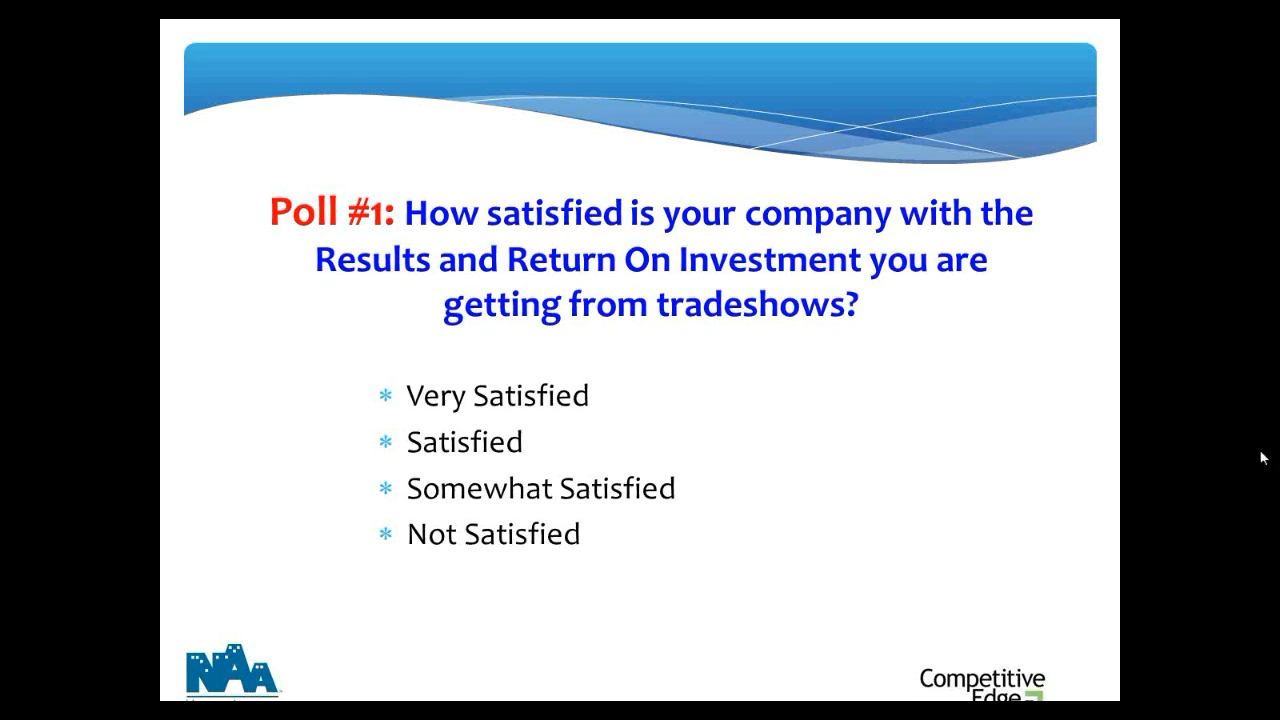 Poll #1: How satisfied is your company with the
Results and Return On Investment you are
getting from tradeshows?
* Very Satisfied
* Satisfied
* Somewhat Satisfied
* Not Satisfied
NAA
Competitive
Edge